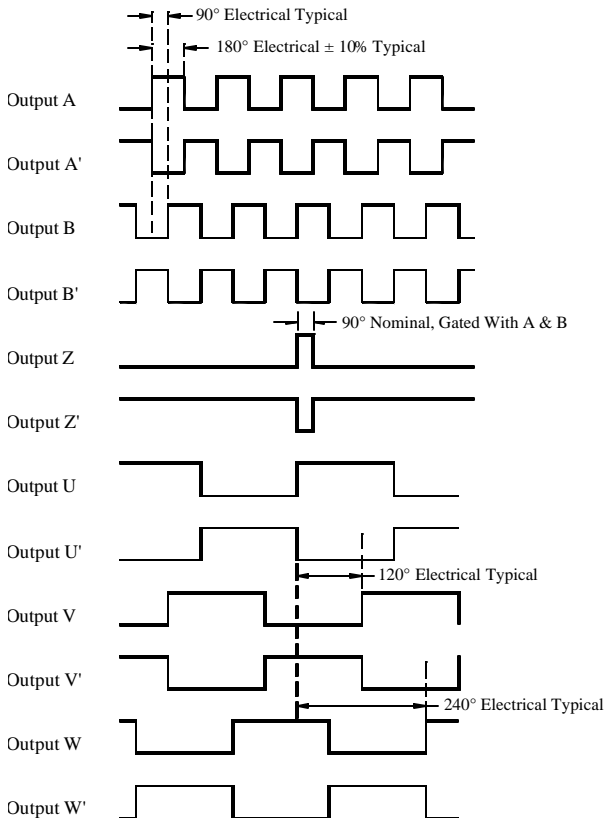 90° Electrical Typical
180° Electrical ± 10% Typical
Output A
Output A'
Output B
Output B'
90° Nominal, Gated With A & B
Output Z
Output Z'
Output U
Output U'
120° Electrical Typical
Output V
Output V'
240° Electrical Typical
Output W
Output W'